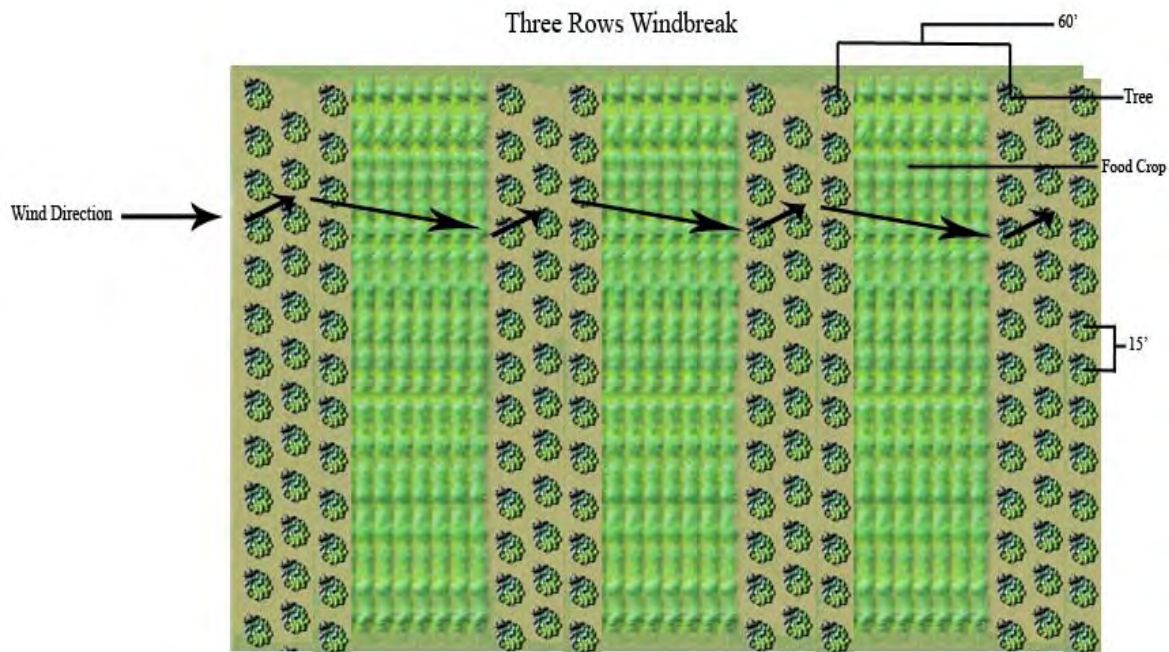 Three Rows Windbreak
60'
Tree
Food Crop
Wind Direction
15'